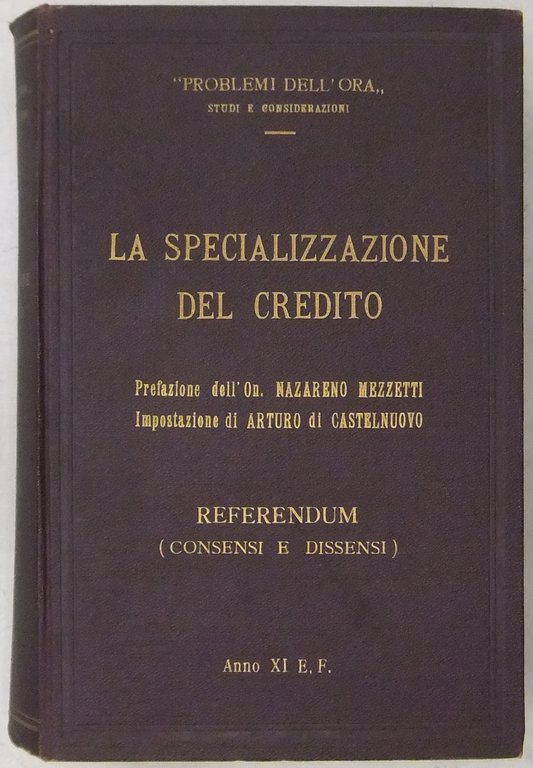 "PROBLEMI DELL'ORA„
STUDI E CONSIDERAZIONI
LA SPECIALIZZAZIONE
DEL CREDITO
Prefazione dell'On. NAZARENO MEZZETTI
Impostazione di ARTURO di CASTELNUOVO
REFERENDUM
( CONSENSI E DISSENSI )
Anno XI E. F.